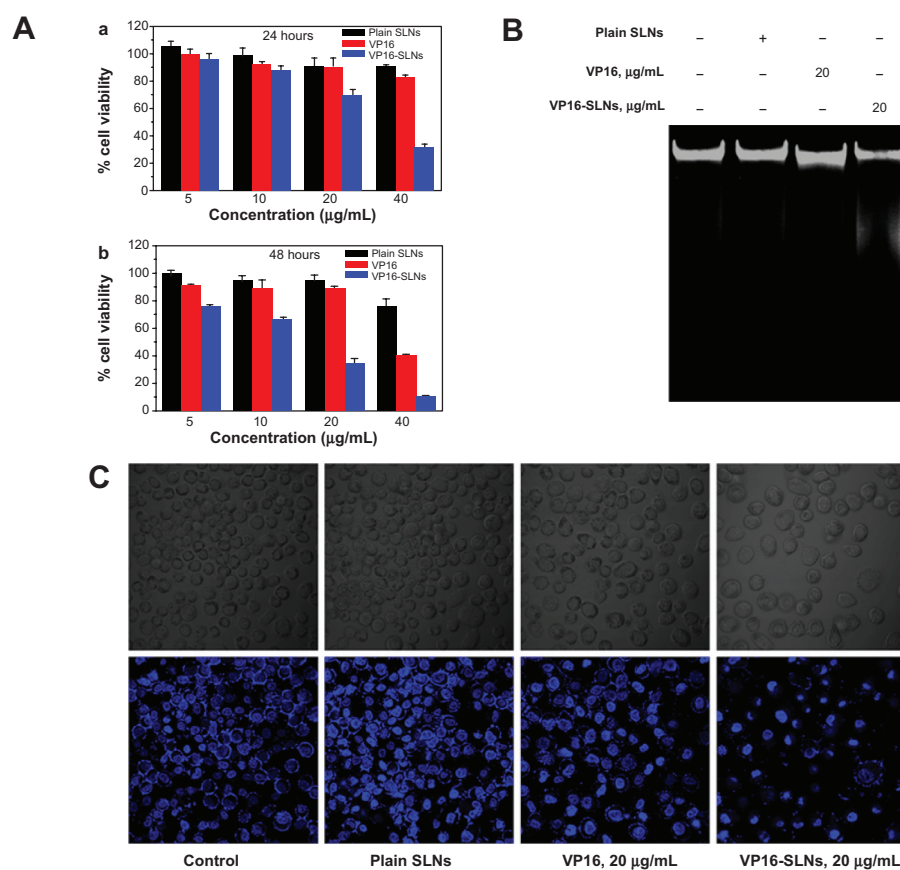 A
a
24 hours
Plain SLNs
VP16
VP16-SLNs
% cell viability
120
100
80
60
40
20
0
5 10 20 40
Concentration (µg/mL)
b
48 hours
Plain SLNs
VP16
VP16-SLNs
% cell viability
120
100
80
60
40
20
0
5 10 20 40
Concentration (µg/mL)
B
Plain SLNs – + – –
VP16, µg/mL – – 20 –
VP16-SLNs, µg/mL – – – 20
C
Control Plain SLNs VP16, 20 µg/mL VP16-SLNs, 20 µg/mL